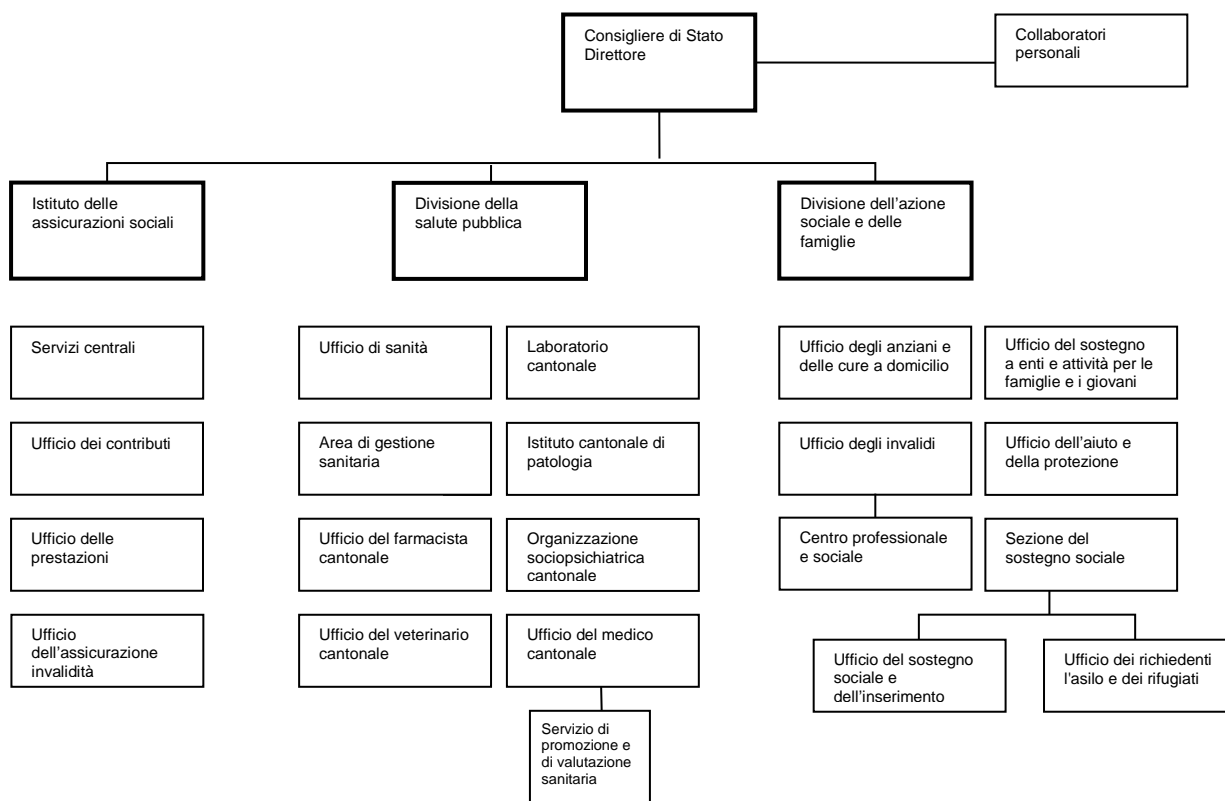 Consigliere di Stato
Direttore
Collaboratori
personali
Istituto delle
assicurazioni sociali
Divisione della
salute pubblica
Divisione dell’azione
sociale e delle
famiglie
Servizi centrali
Ufficio di sanità
Laboratorio
cantonale
Ufficio degli anziani e
delle cure a domicilio
Ufficio del sostegno
a enti e attività per le
famiglie e i giovani
Ufficio dei contributi
Area di gestione
sanitaria
Istituto cantonale di
patologia
Ufficio degli invalidi
Ufficio dell’aiuto e
della protezione
Ufficio delle
prestazioni
Ufficio del farmacista
cantonale
Organizzazione
sociopsichiatrica
cantonale
Centro professionale
e sociale
Sezione del
sostegno sociale
Ufficio
dell’assicurazione
invalidità
Ufficio del veterinario
cantonale
Ufficio del medico
cantonale
Ufficio del sostegno
sociale e
dell’inserimento
Ufficio dei richiedenti
l'asilo e dei rifugiati
Servizio di
promozione e
di valutazione
sanitaria